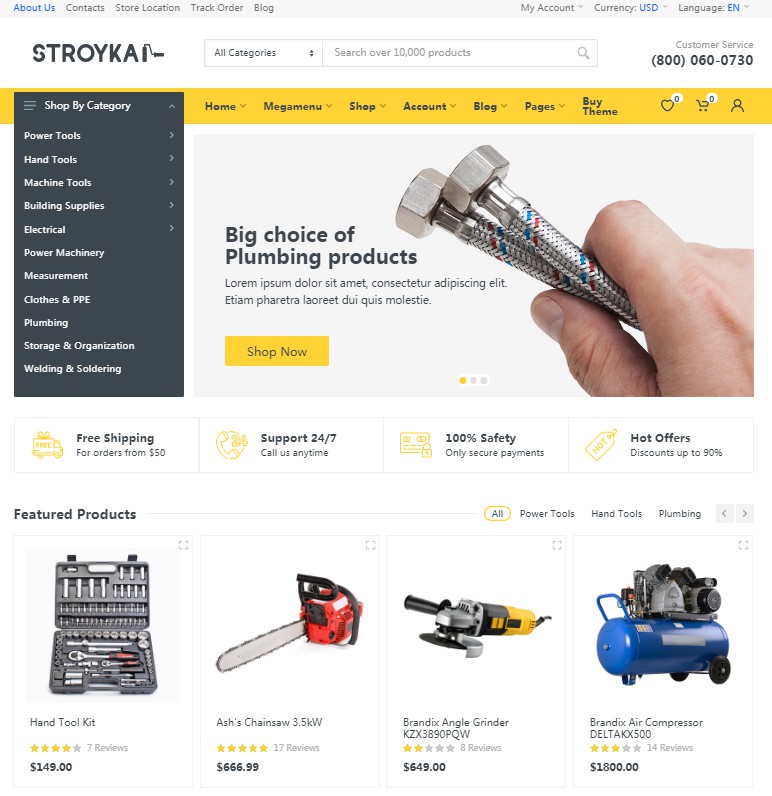 About Us Contacts Store Location Track Order Blog My Account Currency: USD Language: EN
STROYKA
All Categories Search over 10,000 products
Customer Service
(800) 060-0730
Shop By Category
Home Megamenu Shop Account Blog Pages Buy Theme 0 0
Power Tools
Hand Tools
Machine Tools
Building Supplies
Electrical
Power Machinery
Measurement
Clothes & PPE
Plumbing
Storage & Organization
Welding & Soldering
Big choice of
Plumbing products
Lorem ipsum dolor sit amet, consectetur adipiscing elit.
Etiam pharetra laoreet dui quis molestie.
Shop Now
FREE
Free Shipping
For orders from $50
24
Support 24/7
Call us anytime
100% Safety
Only secure payments
HOT
Hot Offers
Discounts up to 90%
Featured Products All Power Tools Hand Tools Plumbing
Hand Tool Kit
7 Reviews
$149.00
Ash's Chainsaw 3.5kW
17 Reviews
$666.99
Brandix Angle Grinder
KZX3890PQW
8 Reviews
$649.00
Brandix Air Compressor
DELTAKX500
14 Reviews
$1800.00